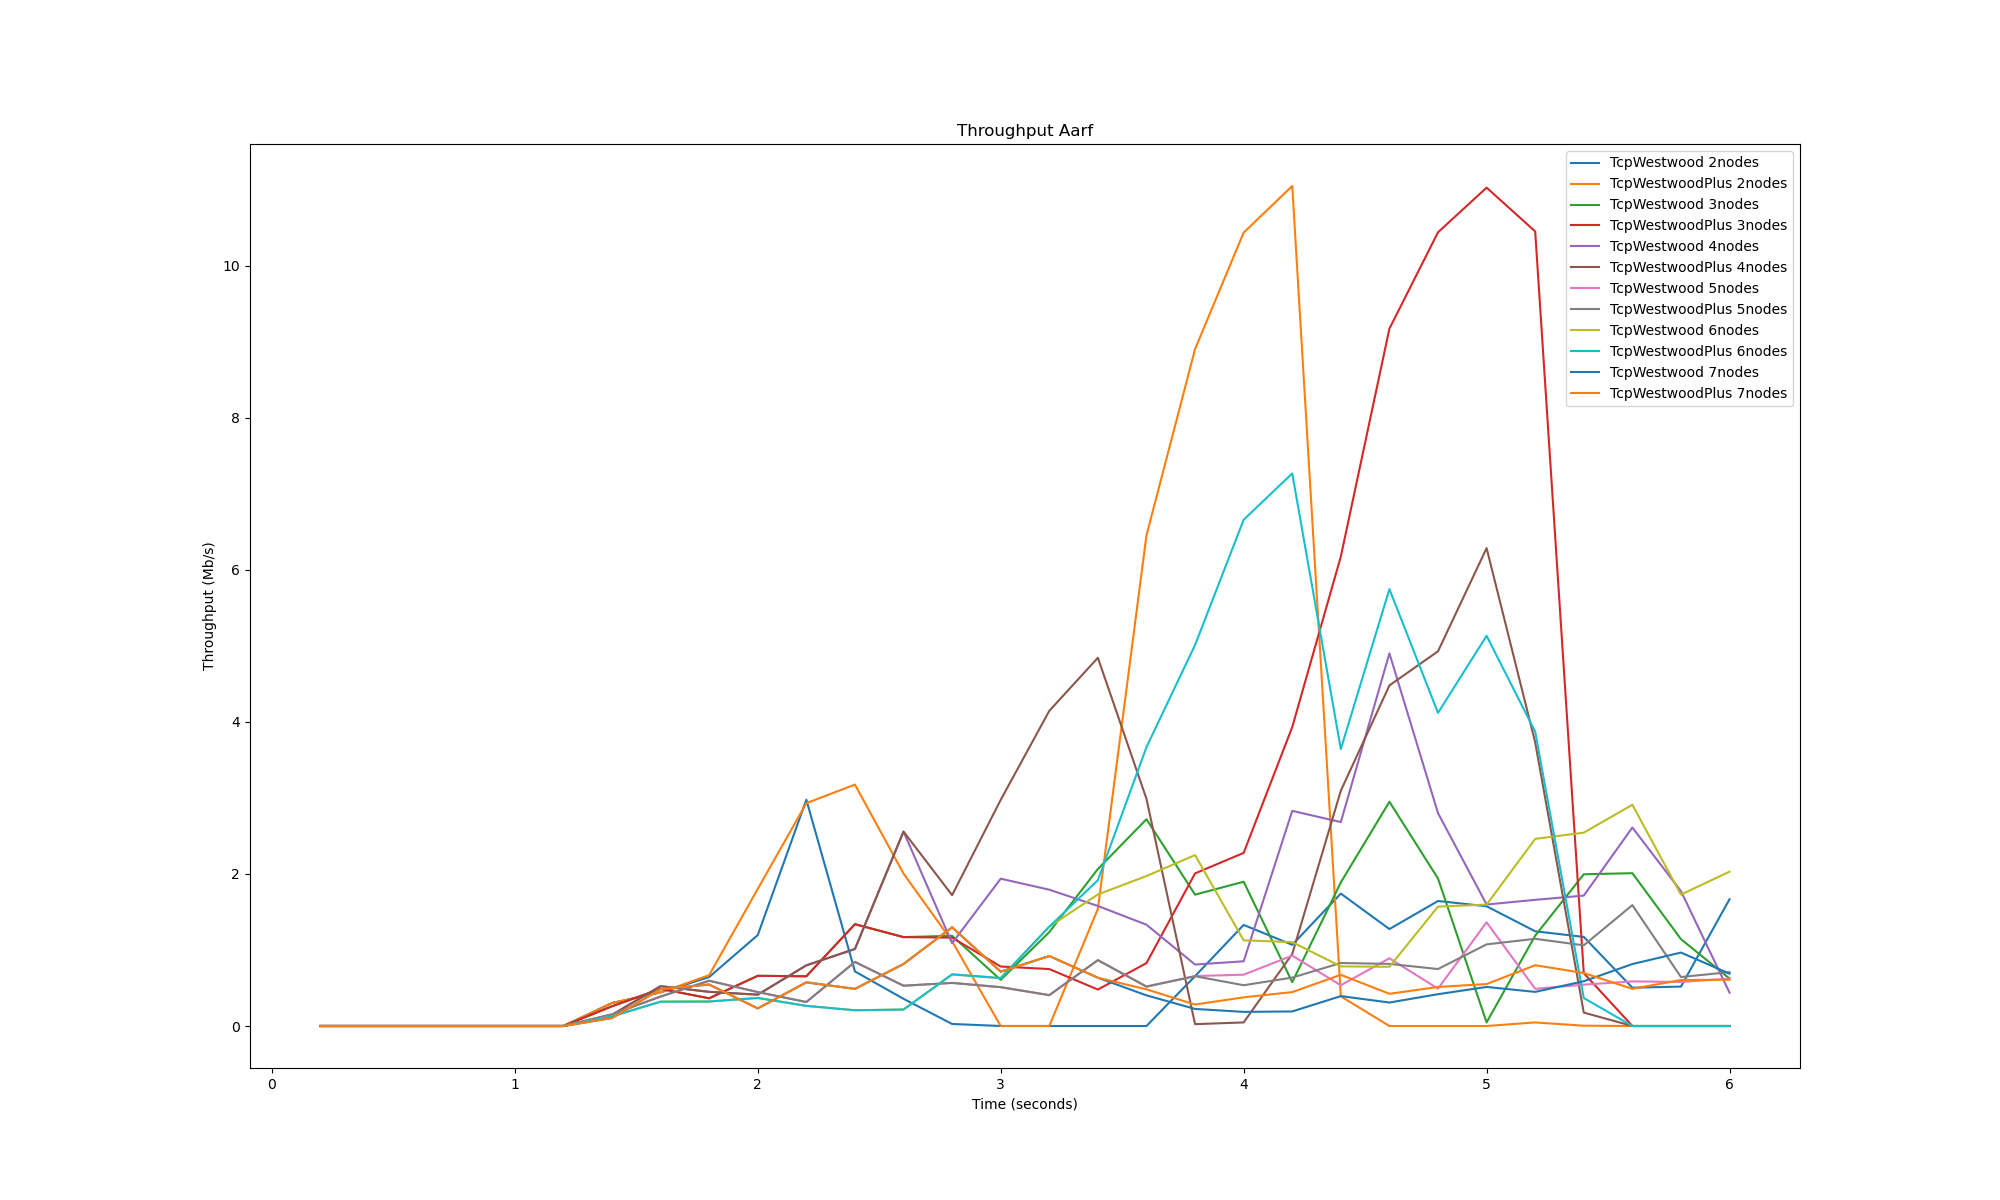 Throughput Aarf
TcpWestwood 2nodes
TcpWestwoodPlus 2nodes
TcpWestwood 3nodes
TcpWestwoodPlus 3nodes
TcpWestwood 4nodes
TcpWestwoodPlus 4nodes
TcpWestwood 5nodes
TcpWestwoodPlus 5nodes
TcpWestwood 6nodes
TcpWestwoodPlus 6nodes
TcpWestwood 7nodes
TcpWestwoodPlus 7nodes
Throughput (Mb/s)
10
8
6
4
2
0
0 1 2 3 4 5 6
Time (seconds)